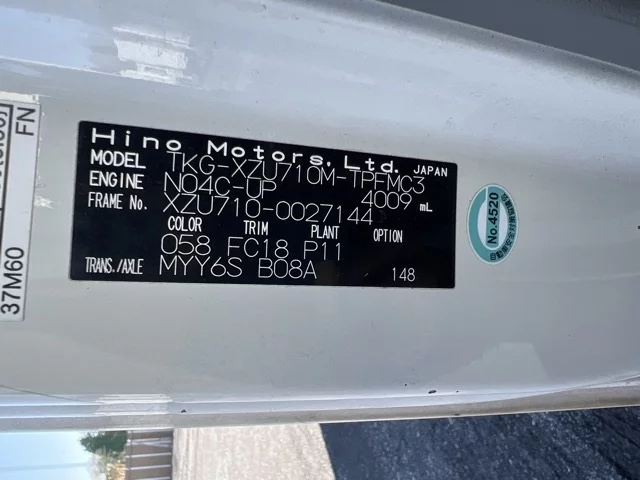 Hino Motors, Ltd. JAPAN
MODEL TKG-XZU710M-TPFMC3
ENGINE N04C-UP 4009 mL
FRAME No. XZU710-0027144
COLOR TRIM PLANT OPTION
058 FC18 P11
TRANS./AXLE MYY6S B08A 148
No.4520
FN
37M60